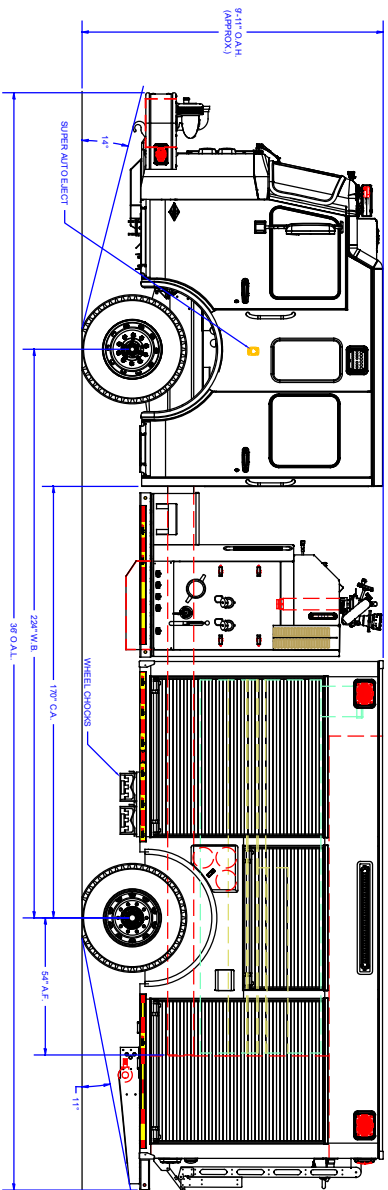 9'-11" O.A.H.
(APPROX.)
14°
SUPER AUTO EJECT
WHEEL CHOCKS
170" C.A.
224" W.B.
36' O.A.L.
54" A.F.
11°